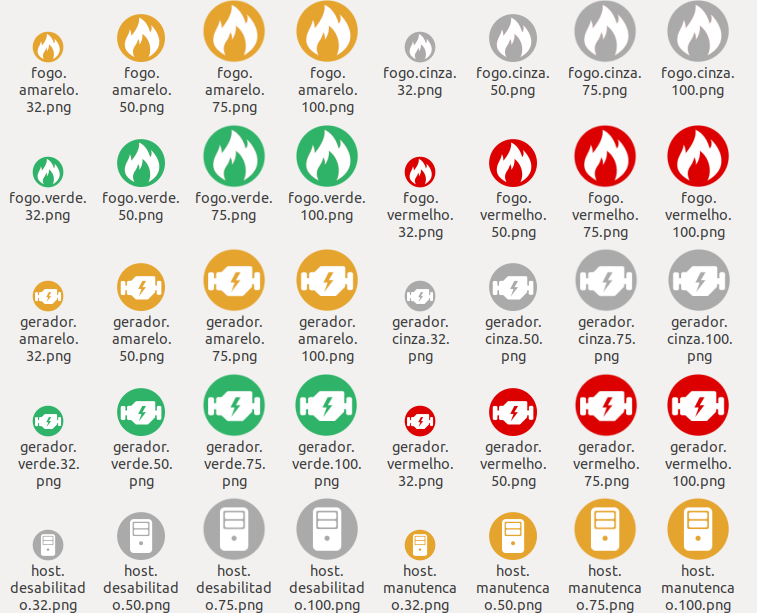 fogo.
amarelo.
32.png
fogo.
amarelo.
50.png
fogo.
amarelo.
75.png
fogo.
amarelo.
100.png
fogo.cinza.
32.png
fogo.cinza.
50.png
fogo.cinza.
75.png
fogo.cinza.
100.png
fogo.verde.
32.png
fogo.verde.
50.png
fogo.verde.
75.png
fogo.verde.
100.png
fogo.
vermelho.
32.png
fogo.
vermelho.
50.png
fogo.
vermelho.
75.png
fogo.
vermelho.
100.png
gerador.
amarelo.
32.png
gerador.
amarelo.
50.png
gerador.
amarelo.
75.png
gerador.
amarelo.
100.png
gerador.
cinza.32.
png
gerador.
cinza.50.
png
gerador.
cinza.75.
png
gerador.
cinza.100.
png
gerador.
verde.32.
png
gerador.
verde.50.
png
gerador.
verde.75.
png
gerador.
verde.100.
png
gerador.
vermelho.
32.png
gerador.
vermelho.
50.png
gerador.
vermelho.
75.png
gerador.
vermelho.
100.png
host.
desabilitad
o.32.png
host.
desabilitad
o.50.png
host.
desabilitad
o.75.png
host.
desabilitad
o.100.png
host.
manutenca
o.32.png
host.
manutenca
o.50.png
host.
manutenca
o.75.png
host.
manutenca
o.100.png